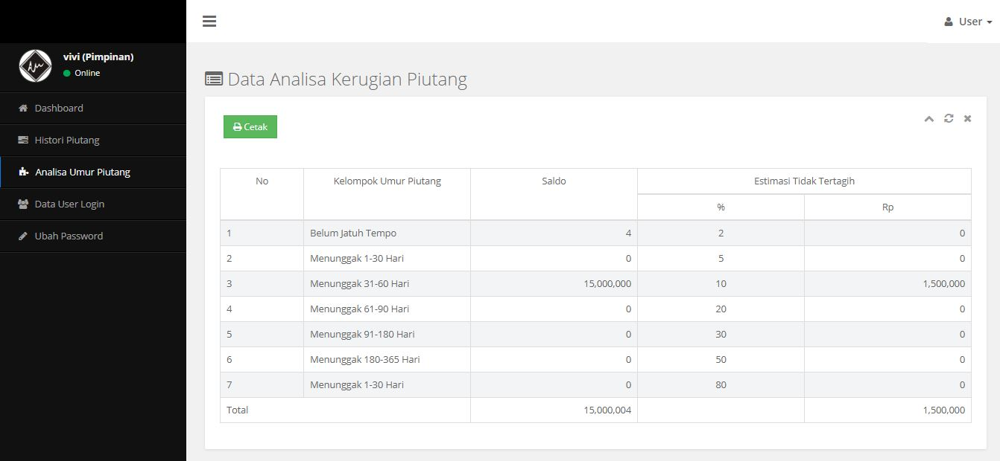 User
vivi (Pimpinan)
Online
Dashboard
Histori Piutang
Analisa Umur Piutang
Data User Login
Ubah Password
Data Analisa Kerugian Piutang
Cetak
No Kelompok Umur Piutang Saldo Estimasi Tidak Tertagih
% Rp
1 Belum Jatuh Tempo 4 2 0
2 Menunggak 1-30 Hari 0 5 0
3 Menunggak 31-60 Hari 15,000,000 10 1,500,000
4 Menunggak 61-90 Hari 0 20 0
5 Menunggak 91-180 Hari 0 30 0
6 Menunggak 180-365 Hari 0 50 0
7 Menunggak 1-30 Hari 0 80 0
Total 15,000,004 1,500,000